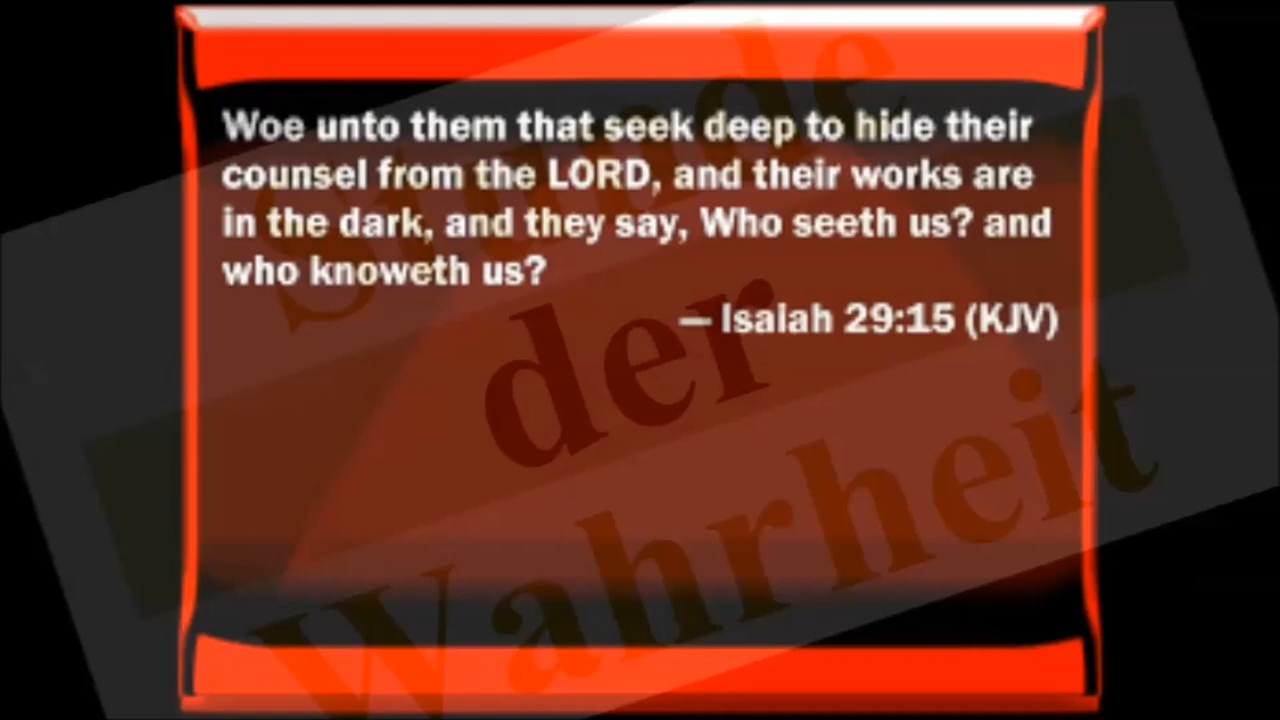 Woe unto them that seek deep to hide their
counsel from the LORD, and their works are
in the dark, and they say, Who seeth us? and
who knoweth us?
— Isaiah 29:15 (KJV)
Stunde
der
Wahrheit